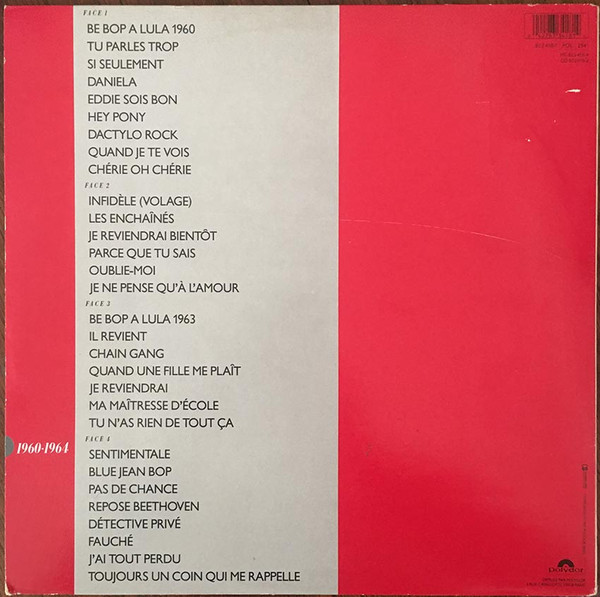 FACE 1
BE BOP A LULA 1960
TU PARLES TROP
SI SEULEMENT
DANIELA
EDDIE SOIS BON
HEY PONY
DACTYLO ROCK
QUAND JE TE VOIS
CHÉRIE OH CHÉRIE
FACE 2
INFIDÈLE (VOLAGE)
LES ENCHAÎNÉS
JE REVIENDRAI BIENTÔT
PARCE QUE TU SAIS
OUBLIE-MOI
JE NE PENSE QU'À L'AMOUR
FACE 3
BE BOP A LULA 1963
IL REVIENT
CHAIN GANG
QUAND UNE FILLE ME PLAÎT
JE REVIENDRAI
MA MAÎTRESSE D'ÉCOLE
TU N'AS RIEN DE TOUT ÇA
1960-1964
FACE 4
SENTIMENTALE
BLUE JEAN BOP
PAS DE CHANCE
REPOSE BEETHOVEN
DÉTECTIVE PRIVÉ
FAUCHÉ
J'AI TOUT PERDU
TOUJOURS UN COIN QUI ME RAPPELLE
polydor